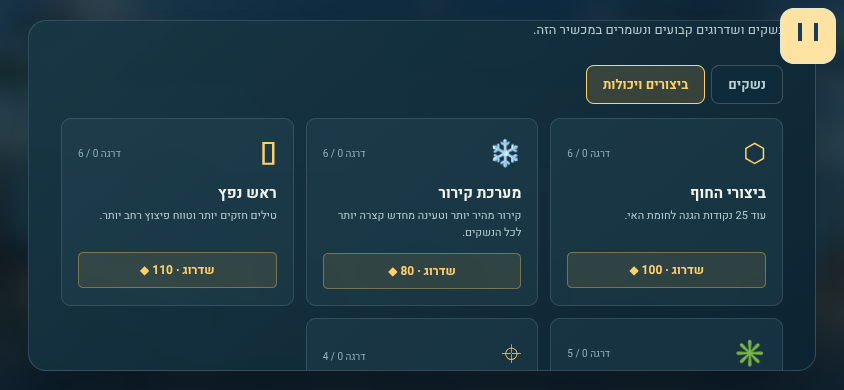 נשקים ושדרוגים קבועים ונשמרים במכשיר הזה.
נשקים
ביצורים ויכולות
דרגה 0 / 6
ביצורי החוף
עוד 25 נקודות הגנה לחומת האי.
שדרוג · 100 ◆
דרגה 0 / 6
מערכת קירור
קירור מהיר יותר וטעינה מחדש קצרה יותר
לכל הנשקים.
שדרוג · 80 ◆
דרגה 0 / 6
ראש נפץ
טילים חזקים יותר וטווח פיצוץ רחב יותר.
שדרוג · 110 ◆
דרגה 0 / 5
דרגה 0 / 4